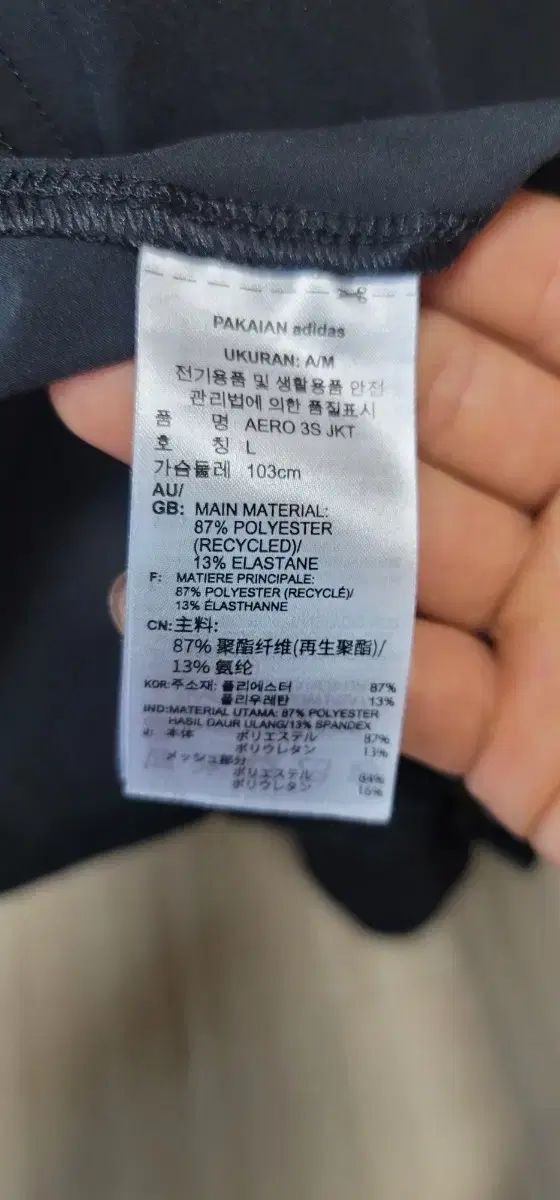 PAKAIAN adidas
UKURAN: A/M
전기용품 및 생활용품 안전
관리법에 의한 품질표시
품 명 AERO 3S JKT
호 칭 L
가슴둘레 103cm
AU/
GB: MAIN MATERIAL:
87% POLYESTER
(RECYCLED)/
13% ELASTANE
F: MATIERE PRINCIPALE:
87% POLYESTER (RECYCLÉ)/
13% ÉLASTHANNE
CN:主料:
87% 聚酯纤维(再生聚酯)/
13% 氨纶
KOR:주소재: 폴리에스터 87%
폴리우레탄 13%
IND:MATERIAL UTAMA: 87% POLYESTER
HASIL DAUR ULANG/13% SPANDEX
本体 ポリエステル 87%
ポリウレタン 13%
メッシュ部分
ポリエステル 84%
ポリウレタン 16%